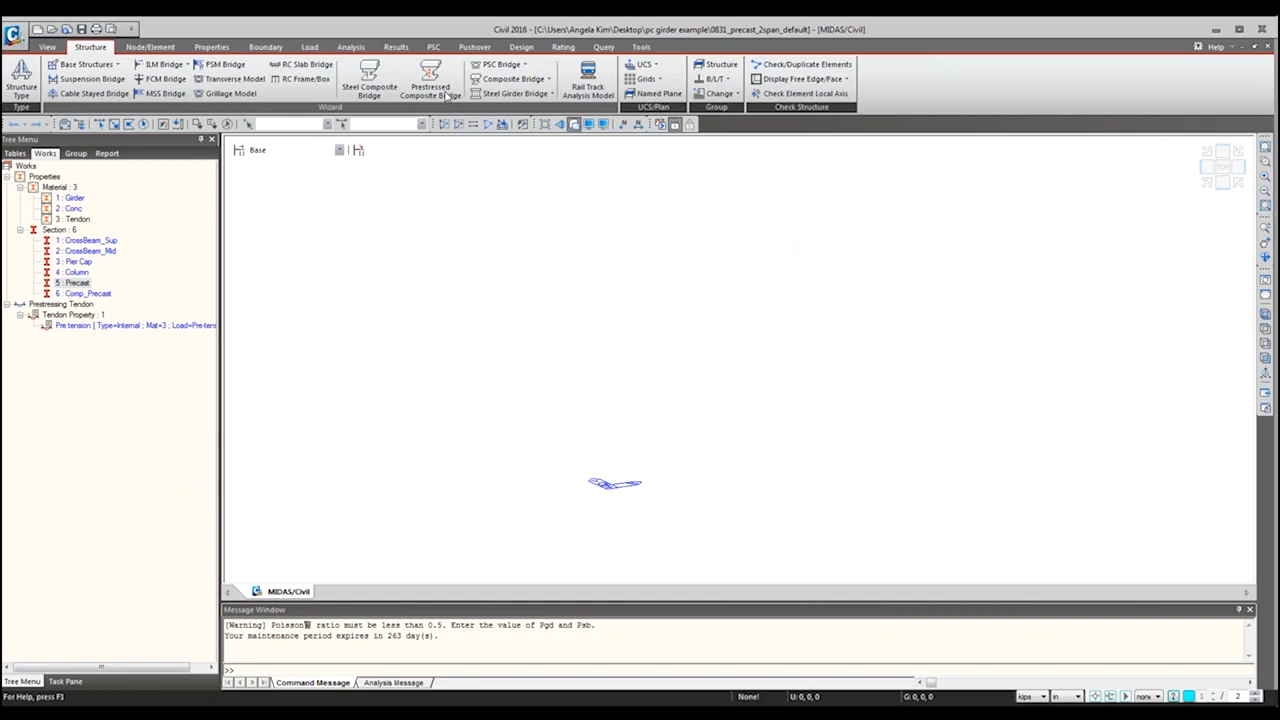 Civil 2016 - [C:\Users\Angela Kim\Desktop\pc girder example\0831_precast_2span_default] - [MIDAS/Civil]
View Structure Node/Element Properties Boundary Load Analysis Results PSC Pushover Design Rating Query Tools Help
Base Structures ILM Bridge FSM Bridge RC Slab Bridge PSC Bridge UCS Structure Check/Duplicate Elements
Suspension Bridge FCM Bridge Transverse Model RC Frame/Box Composite Bridge Grids B/L/T Display Free Edge/Face
Structure Type Cable Stayed Bridge MSS Bridge Grillage Model Steel Composite Bridge Prestressed Composite Bridge Steel Girder Bridge Rail Track Analysis Model Named Plane Change Check Element Local Axis
Type Wizard UCS/Plan Group Check Structure
Tree Menu
Tables Works Group Report
Base
TOP
Works
Properties
Material : 3
1 : Girder
2 : Conc
3 : Tendon
Section : 6
1 : CrossBeam_Sup
2 : CrossBeam_Mid
3 : Pier Cap
4 : Column
5 : Precast
6 : Comp_Precast
Prestressing Tendon
Tendon Property : 1
Pre tension [ Type=Internal ; Mat=3 ; Load=Pre-tens
MIDAS/Civil
Message Window
[Warning] Poisson ratio must be less than 0.5. Enter the value of Pgd and Psb.
Your maintenance period expires in 263 day(s).
>>
Tree Menu Task Pane Command Message Analysis Message
For Help, press F1 None! U: 0, 0, 0 G: 0, 0, 0 kips in none 1 / 2